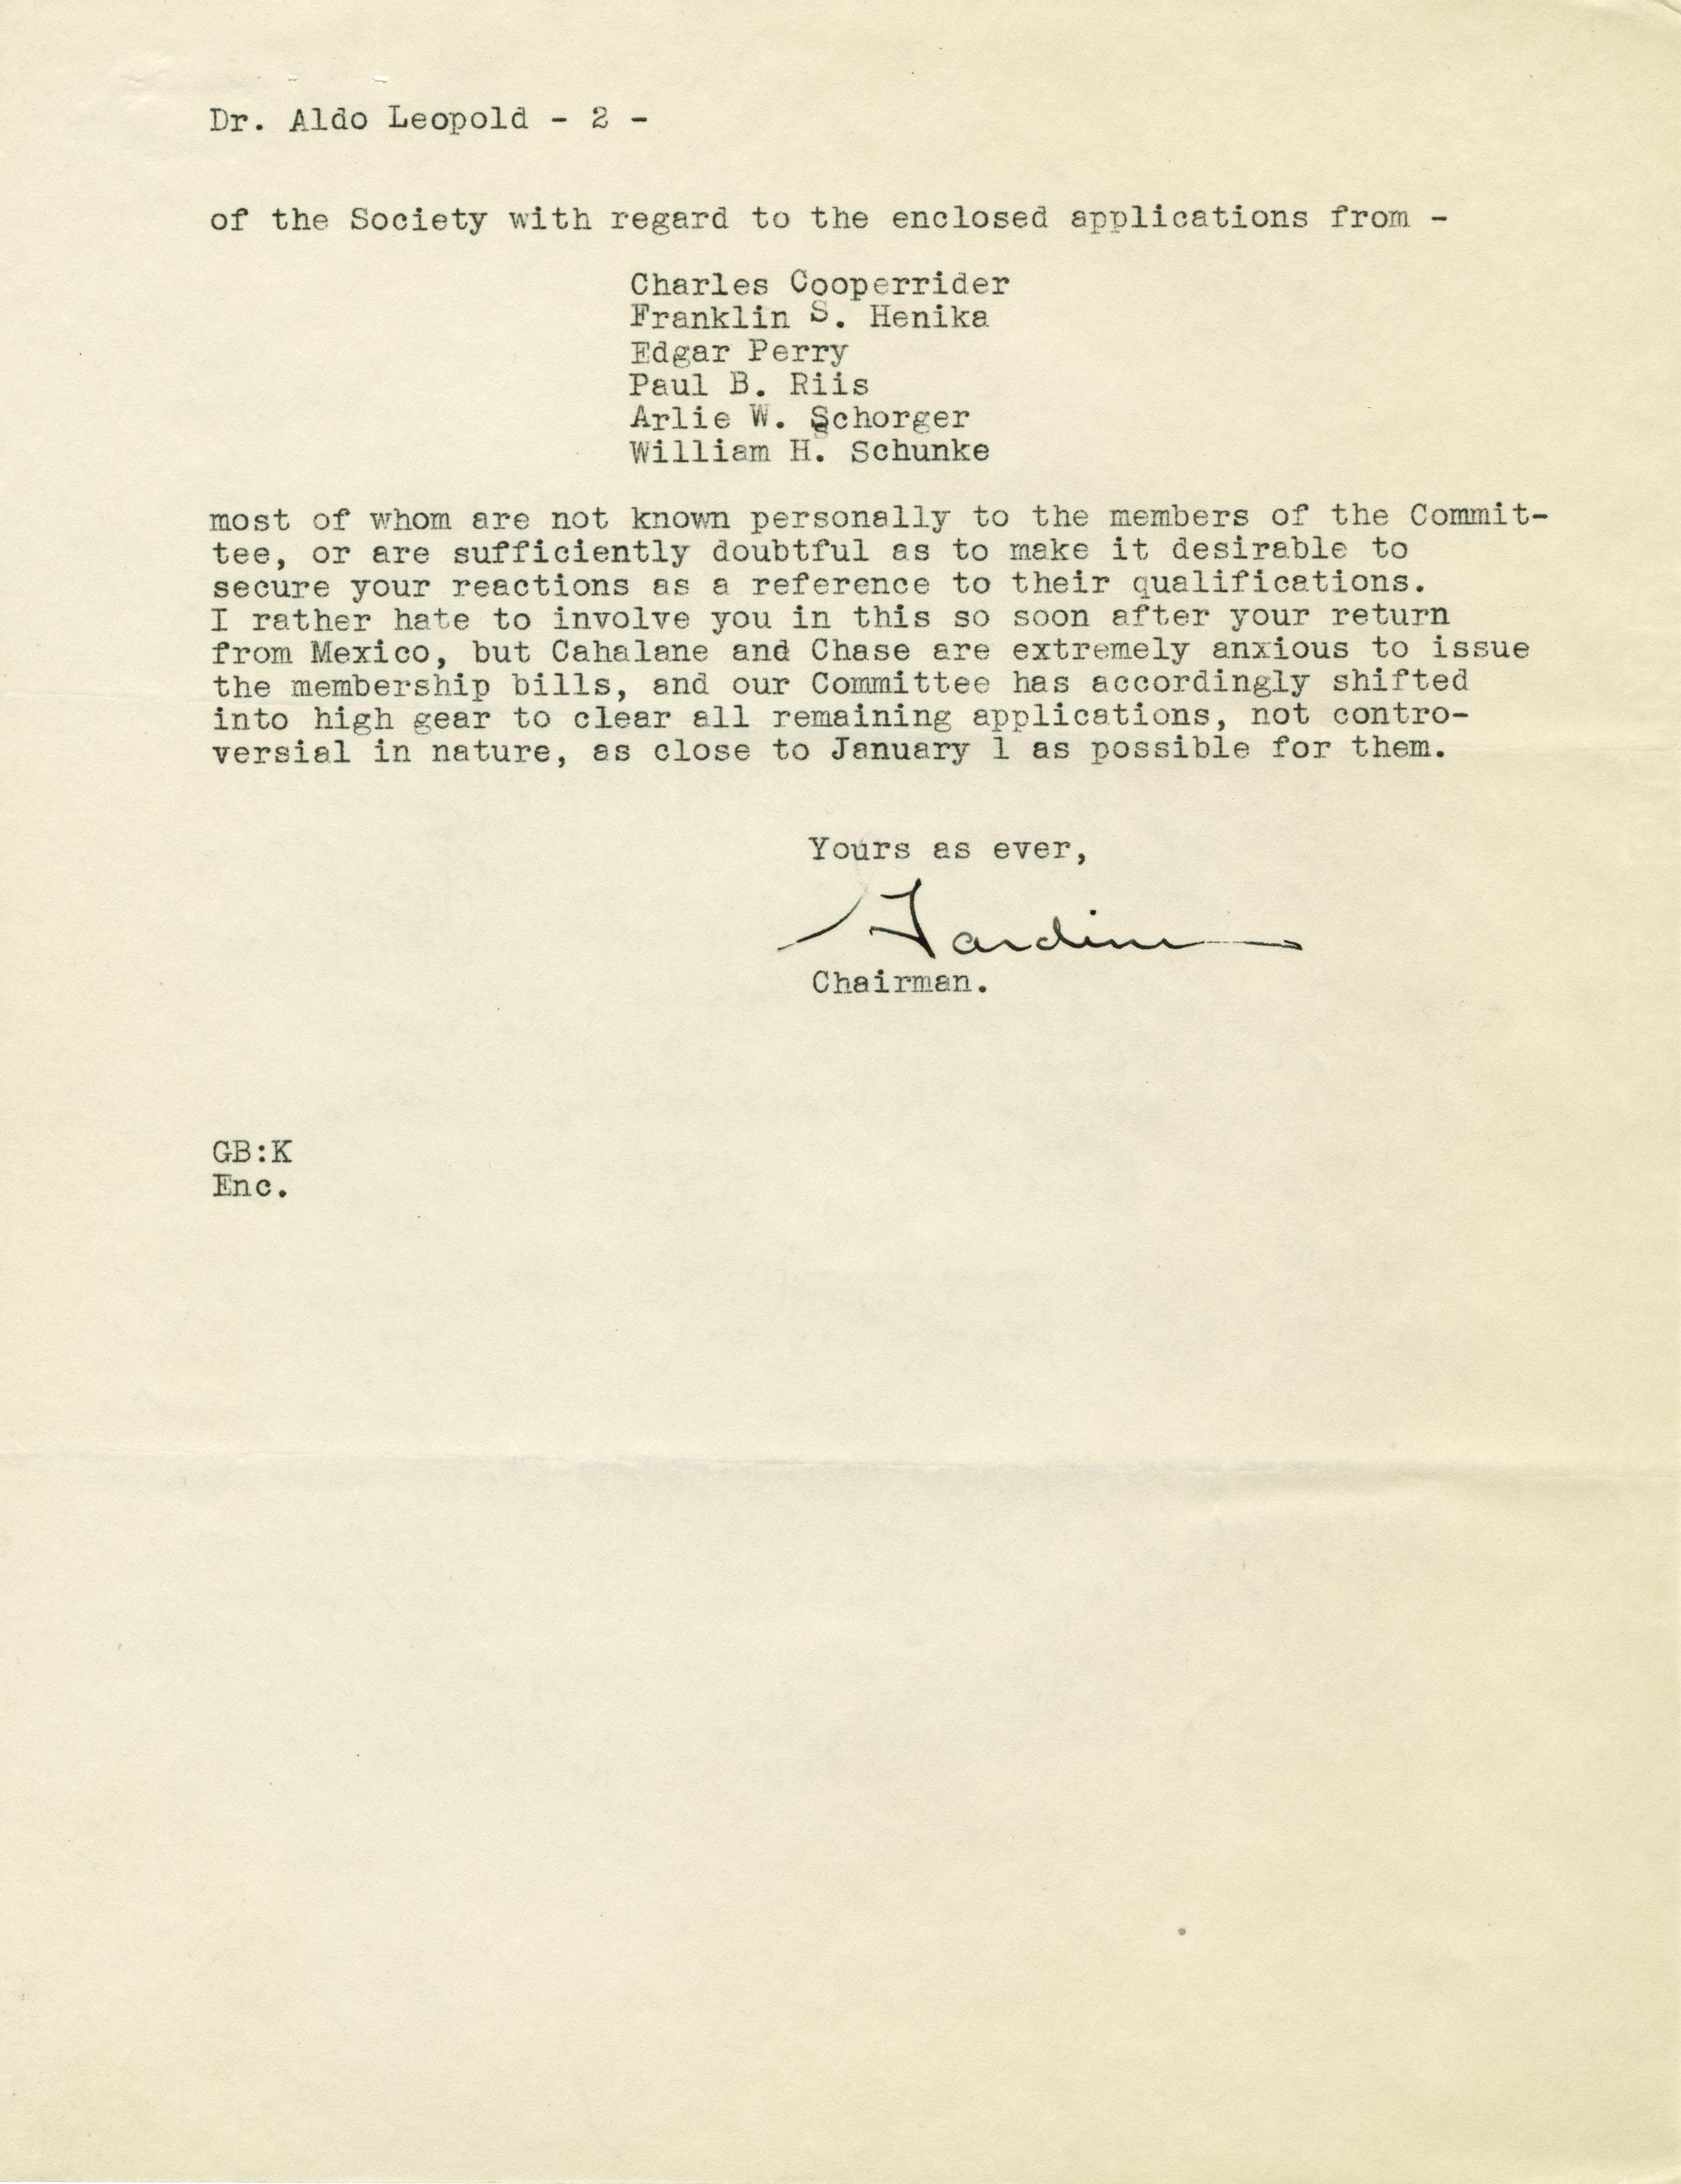 Dr. Aldo Leopold - 2 -
of the Society with regard to the enclosed applications from -
Charles Cooperrider
Franklin S. Henika
Edgar Perry
Paul B. Riis
Arlie W. Schorger
William H. Schunke
most of whom are not known personally to the members of the Commit-
tee, or are sufficiently doubtful as to make it desirable to
secure your reactions as a reference to their qualifications.
I rather hate to involve you in this so soon after your return
from Mexico, but Cahalane and Chase are extremely anxious to issue
the membership bills, and our Committee has accordingly shifted
into high gear to clear all remaining applications, not contro-
versial in nature, as close to January 1 as possible for them.
Yours as ever,
Gardiner
Chairman.
GB:K
Enc.